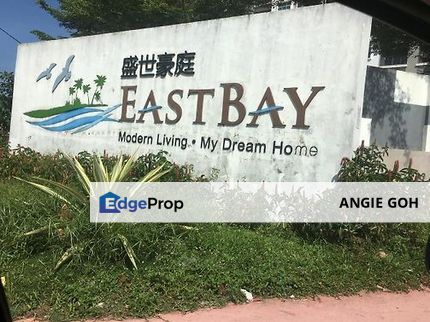 盛世豪庭
EASTBAY
Modern Living • My Dream Home
EdgeProp
ANGIE GOH